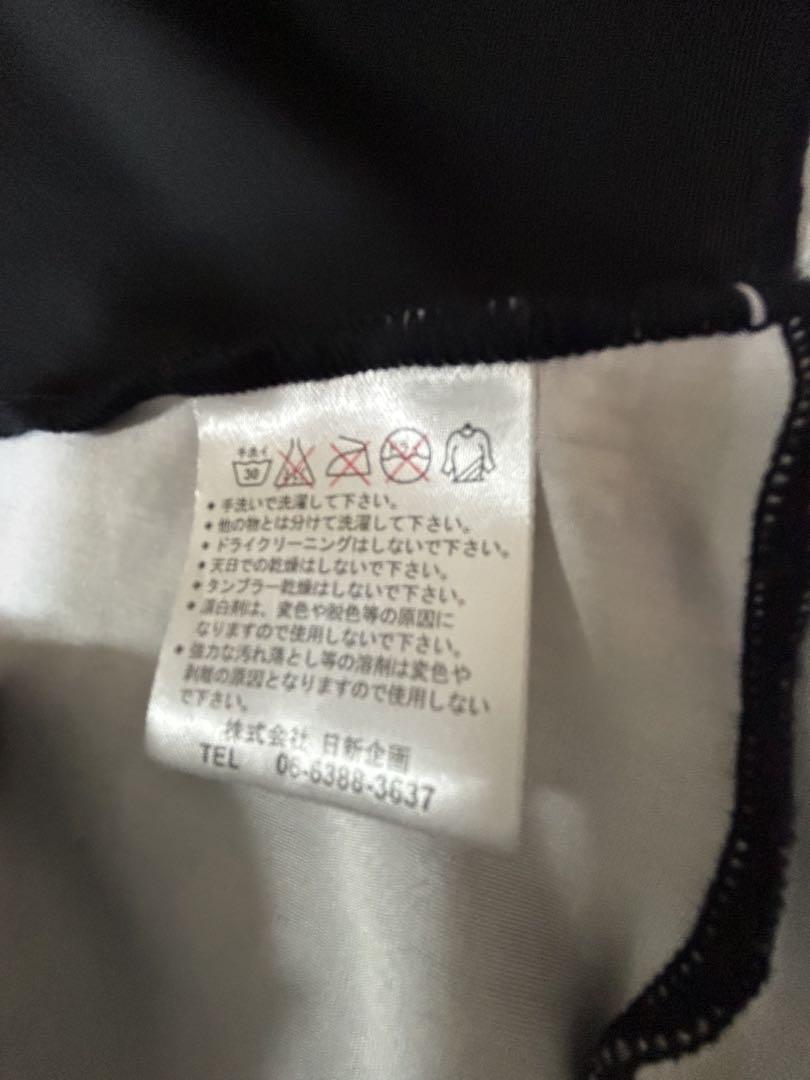 手洗イ
30
ドライ
・手洗いで洗濯して下さい。
・他の物とは分けて洗濯して下さい。
・ドライクリーニングはしないで下さい。
・天日での乾燥はしないで下さい。
・タンブラー乾燥はしないで下さい。
・漂白剤は、変色や脱色等の原因に
なりますので使用しないで下さい。
・強力な汚れ落とし等の溶剤は変色や
剥離の原因となりますので使用しない
で下さい。
株式会社 日新企画
TEL 06-6388-3637